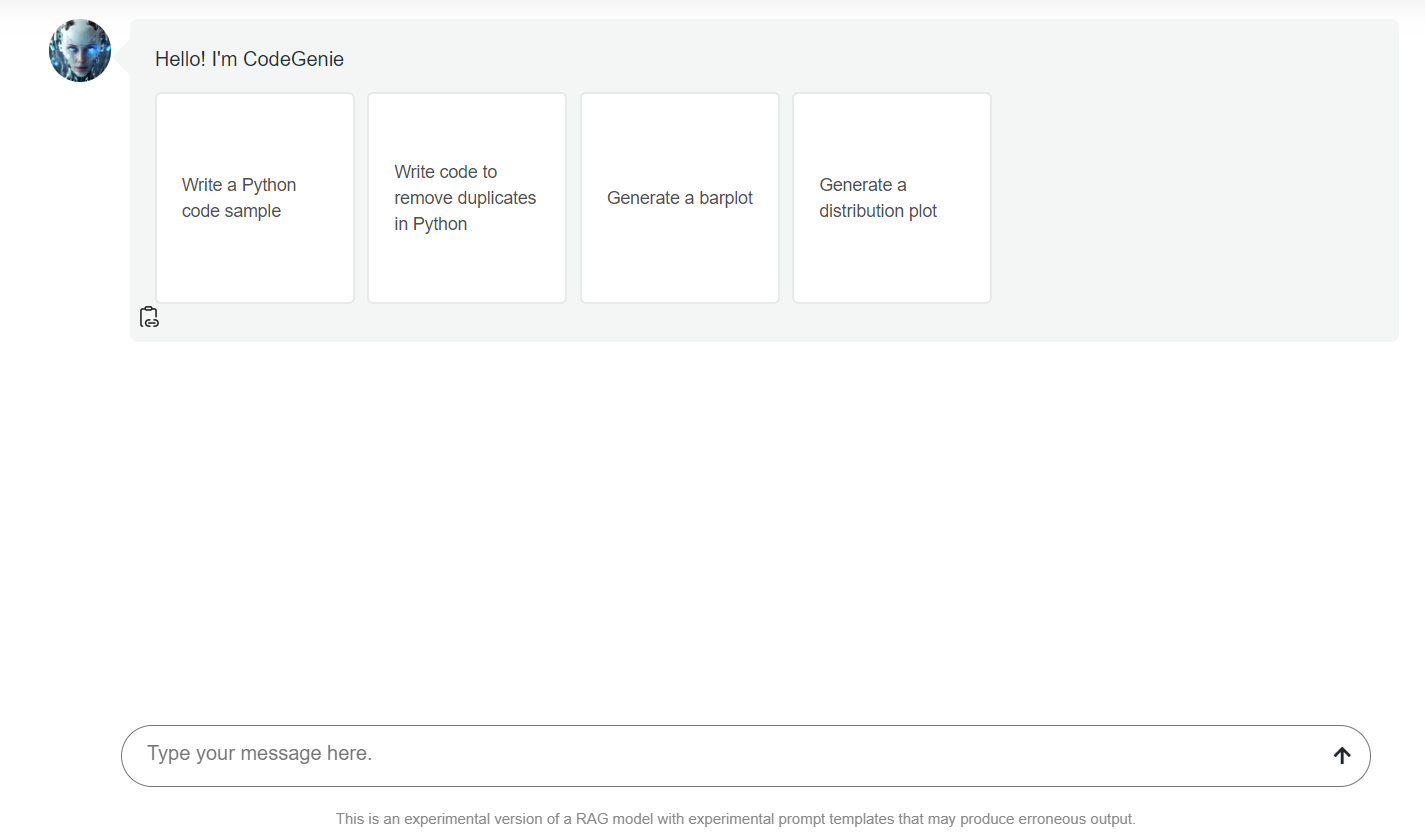 Hello! I'm CodeGenie
Write a Python
code sample
Write code to
remove duplicates
in Python
Generate a barplot
Generate a
distribution plot
Type your message here.
This is an experimental version of a RAG model with experimental prompt templates that may produce erroneous output.